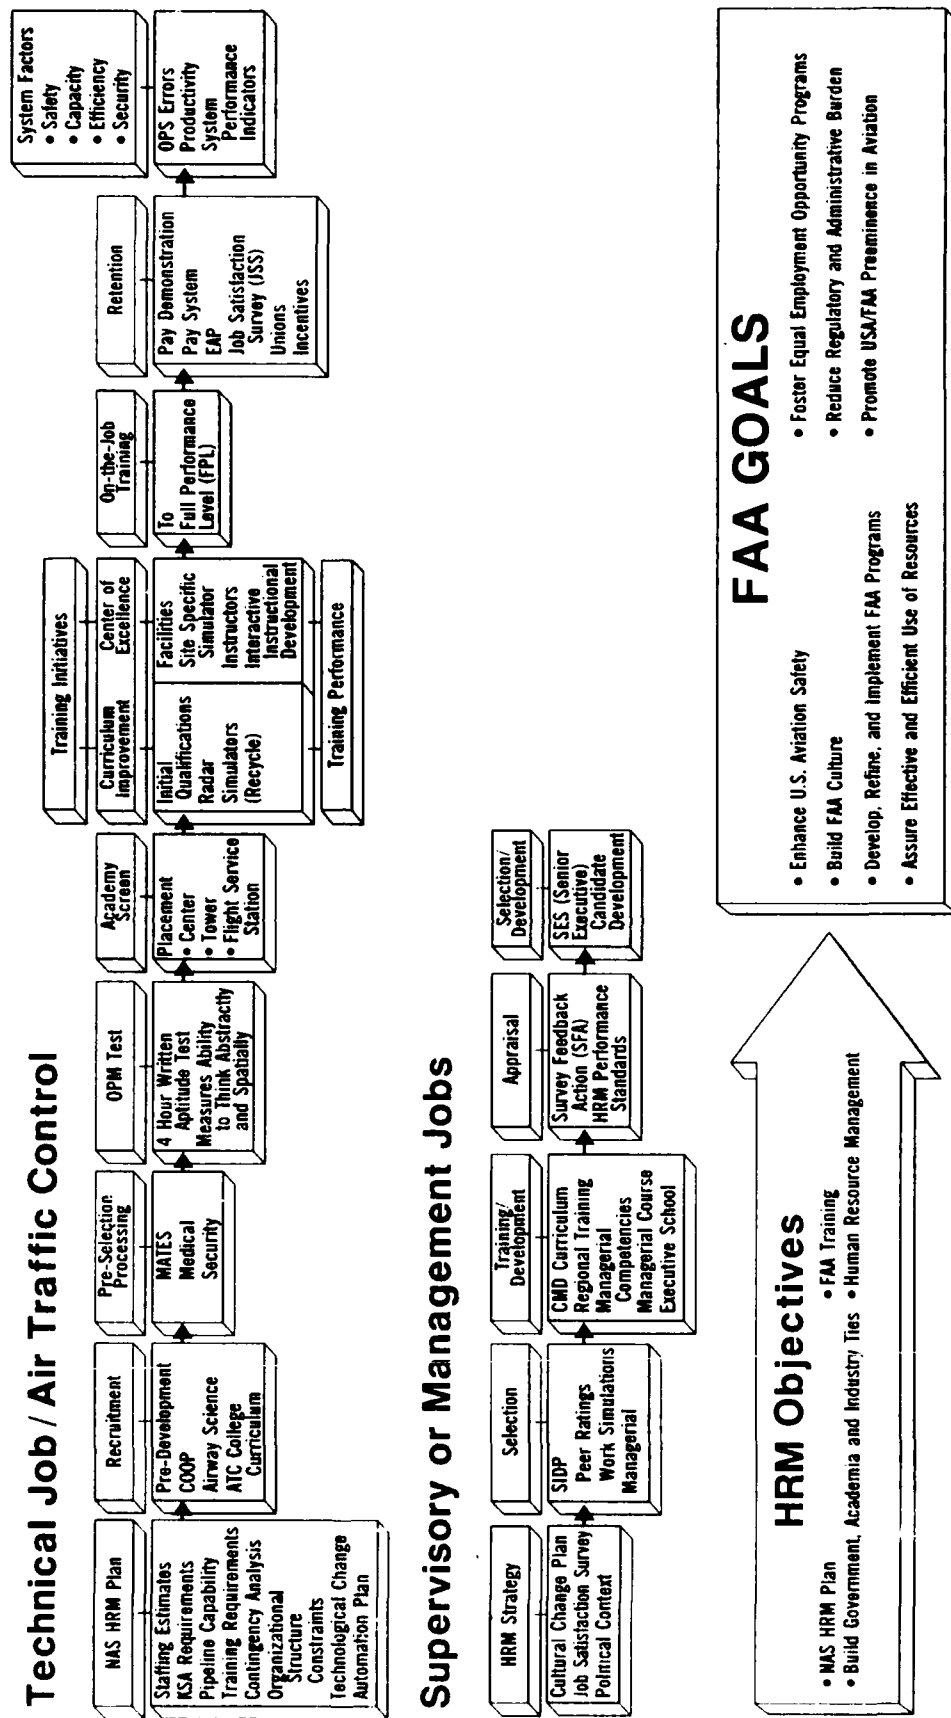 Technical Job / Air Traffic Control
NAS HRM Plan
Staffing Estimates
KSA Requirements
Pipeline Capability
Training Requirements
Contingency Analysis
Organizational
Structure
Constraints
Technological Change
Automation Plan
Recruitment
Pre-Development
COOP
Airway Science
ATC College
Curriculum
Pre-Selection
Processing
MATES
Medical
Security
OPM Test
4 Hour Written
Aptitude Test
Measures Ability
to Think Abstractly
and Spatially
Academy
Screen
Placement
• Center
• Tower
• Flight Service
Station
Training Initiatives
Curriculum
Improvement
Center of
Excellence
Initial
Qualifications
Radar
Simulators
(Recycle)
Facilities
Site Specific
Simulator
Instructors
Interactive
Instructional
Development
Training Performance
On-the-Job
Training
To
Full Performance
Level (FPL)
Retention
Pay Demonstration
Pay System
EAP
Job Satisfaction
Survey (JSS)
Unions
Incentives
System Factors
• Safety
• Capacity
• Efficiency
• Security
OPS Errors
Productivity
System
Performance
Indicators
Supervisory or Management Jobs
HRM Strategy
Cultural Change Plan
Job Satisfaction Survey
Political Context
Selection
SIDP
Peer Ratings
Work Simulations
Managerial
Training/
Development
CMD Curriculum
Regional Training
Managerial
Competencies
Managerial Course
Executive School
Appraisal
Survey Feedback
Action (SFA)
HRM Performance
Standards
Selection/
Development
SES (Senior
Executive)
Candidate
Development
HRM Objectives
• NAS HRM Plan
• FAA Training
• Build Government, Academia and Industry Ties
• Human Resource Management
FAA GOALS
• Enhance U.S. Aviation Safety
• Build FAA Culture
• Develop, Refine, and Implement FAA Programs
• Assure Effective and Efficient Use of Resources
• Foster Equal Employment Opportunity Programs
• Reduce Regulatory and Administrative Burden
• Promote USA/FAA Preeminence in Aviation